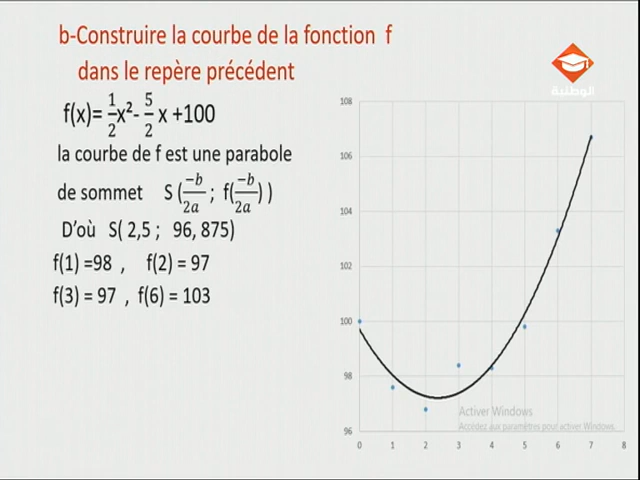 b-Construire la courbe de la fonction f
dans le repère précédent
الوطنية
f(x)= 1/2 x²- 5/2 x +100
la courbe de f est une parabole
de sommet S ( -b/2a ; f( -b/2a ) )
D'où S( 2,5 ; 96, 875)
f(1) =98 , f(2) = 97
f(3) = 97 , f(6) = 103
108
106
104
102
100
98
96
0 1 2 3 4 5 6 7 8
Activer Windows
Accédez aux paramètres pour activer Windows.